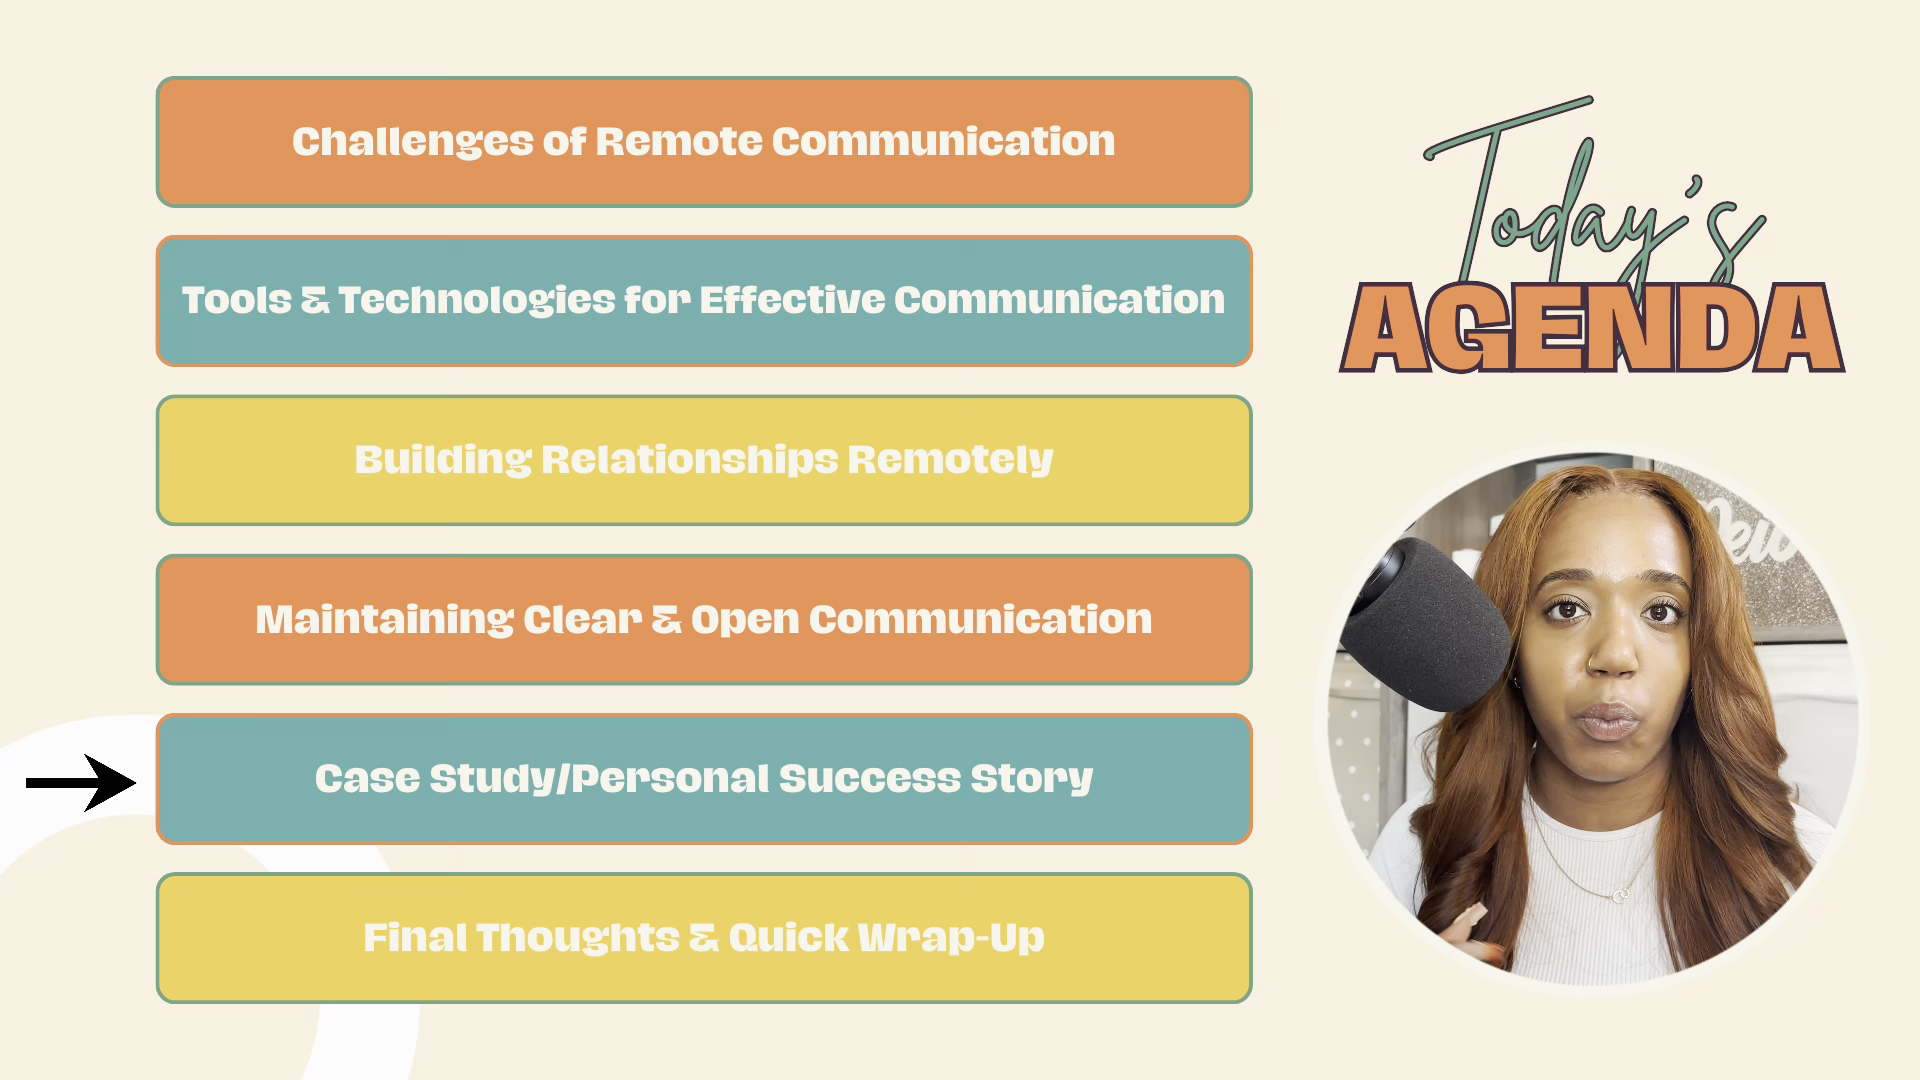 Challenges of Remote Communication
Tools & Technologies for Effective Communication
Building Relationships Remotely
Maintaining Clear & Open Communication
Case Study/Personal Success Story
Final Thoughts & Quick Wrap-Up
Today's
AGENDA